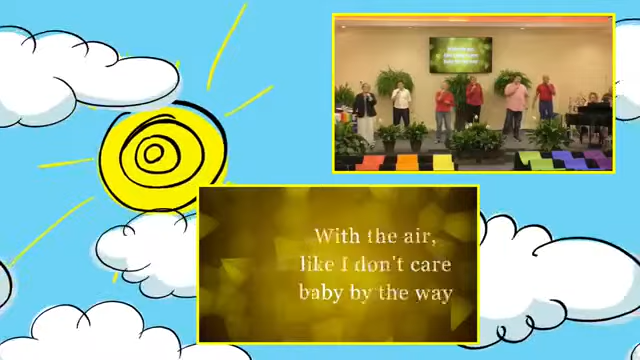 With the air,
like I don't care
baby by the way